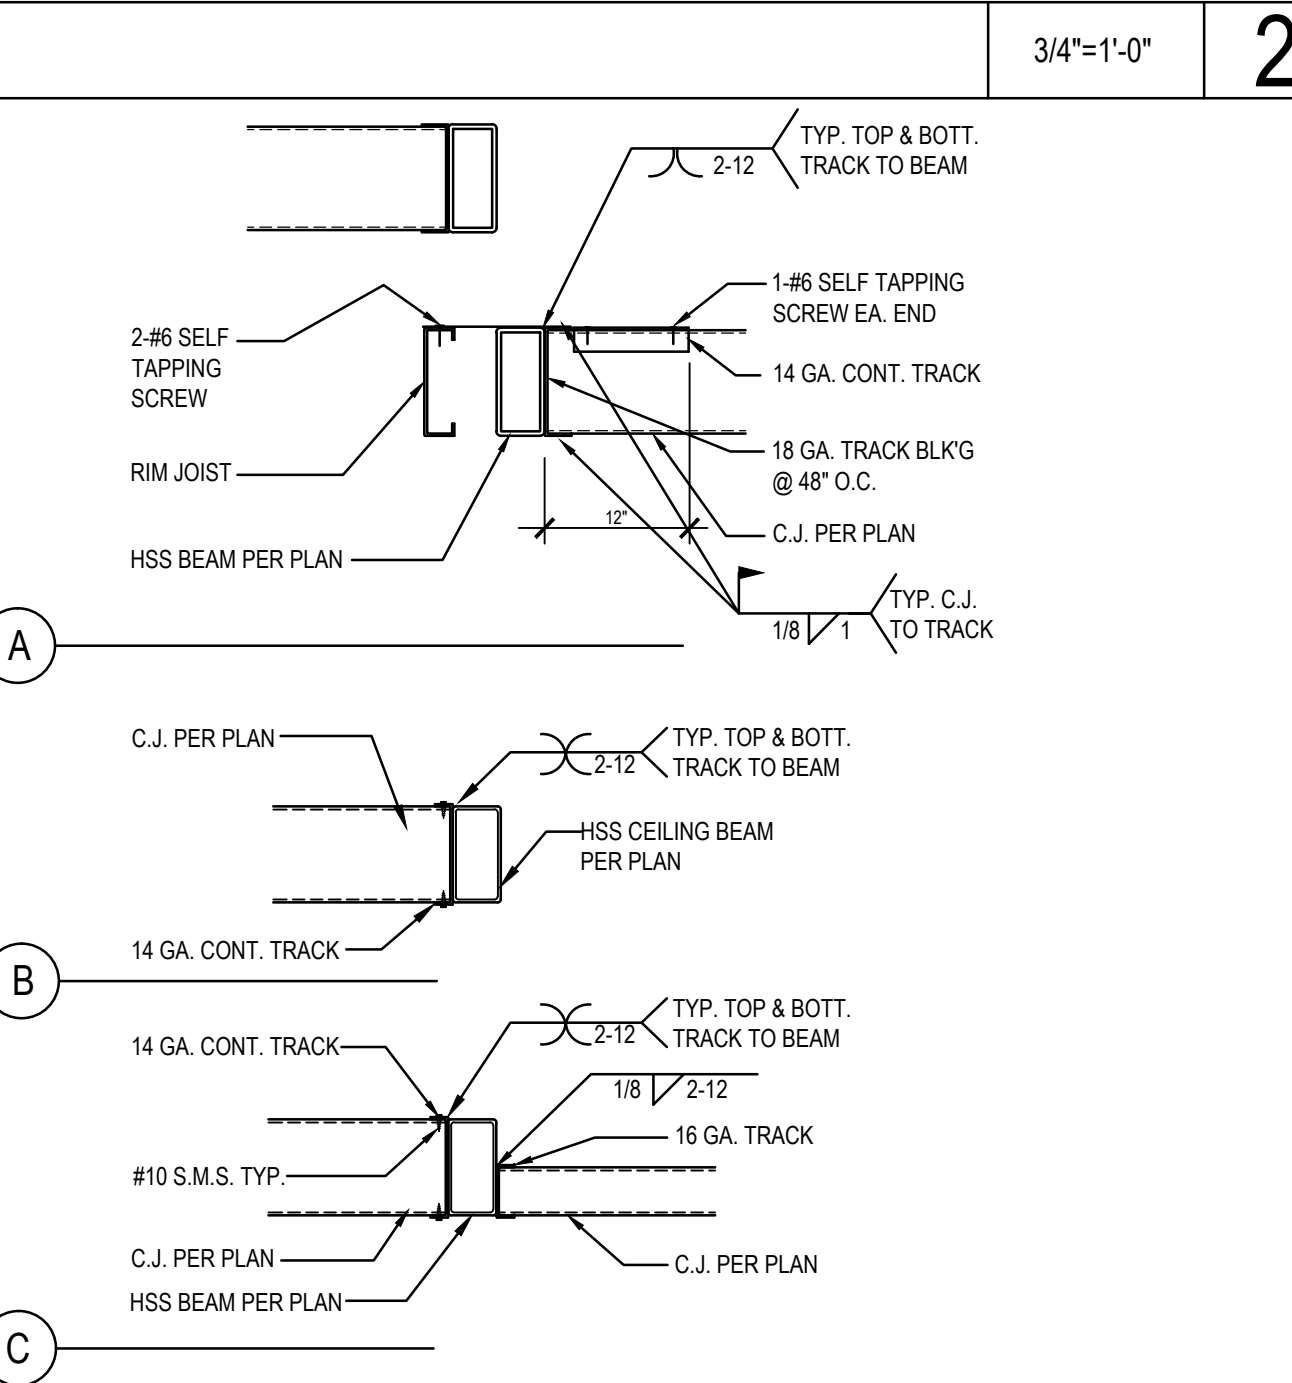 3/4"=1'-0"
2
TYP. TOP & BOTT.
TRACK TO BEAM
2-12
1-#6 SELF TAPPING
SCREW EA. END
2-#6 SELF
TAPPING
SCREW
14 GA. CONT. TRACK
18 GA. TRACK BLK'G
@ 48" O.C.
RIM JOIST
12"
C.J. PER PLAN
HSS BEAM PER PLAN
TYP. C.J.
TO TRACK
1/8
1
A
C.J. PER PLAN
TYP. TOP & BOTT.
TRACK TO BEAM
2-12
HSS CEILING BEAM
PER PLAN
14 GA. CONT. TRACK
B
TYP. TOP & BOTT.
TRACK TO BEAM
2-12
14 GA. CONT. TRACK
1/8
2-12
16 GA. TRACK
#10 S.M.S. TYP.
C.J. PER PLAN
C.J. PER PLAN
HSS BEAM PER PLAN
C